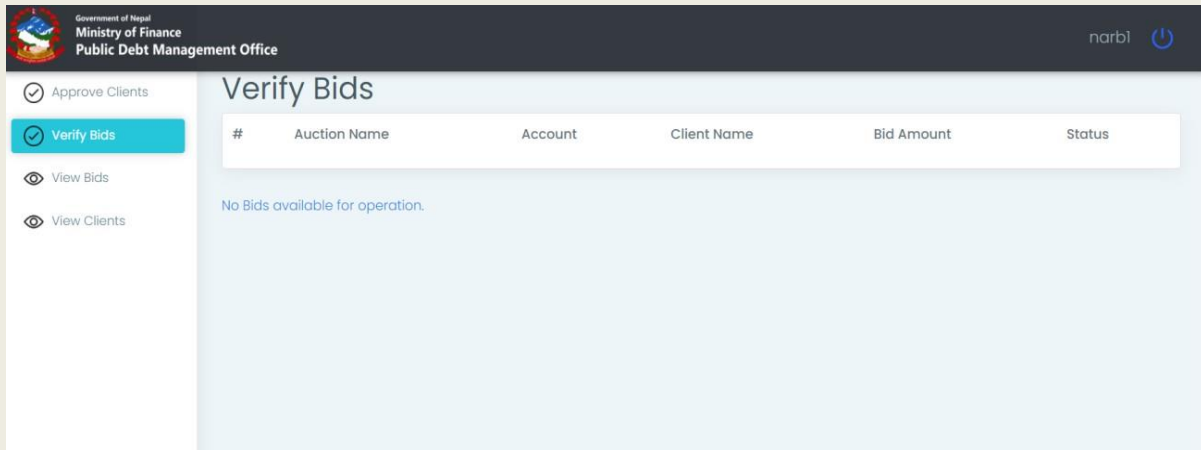 Government of Nepal
Ministry of Finance
Public Debt Management Office
narb1
Approve Clients
Verify Bids
View Bids
View Clients
Verify Bids
# Auction Name Account Client Name Bid Amount Status
No Bids available for operation.